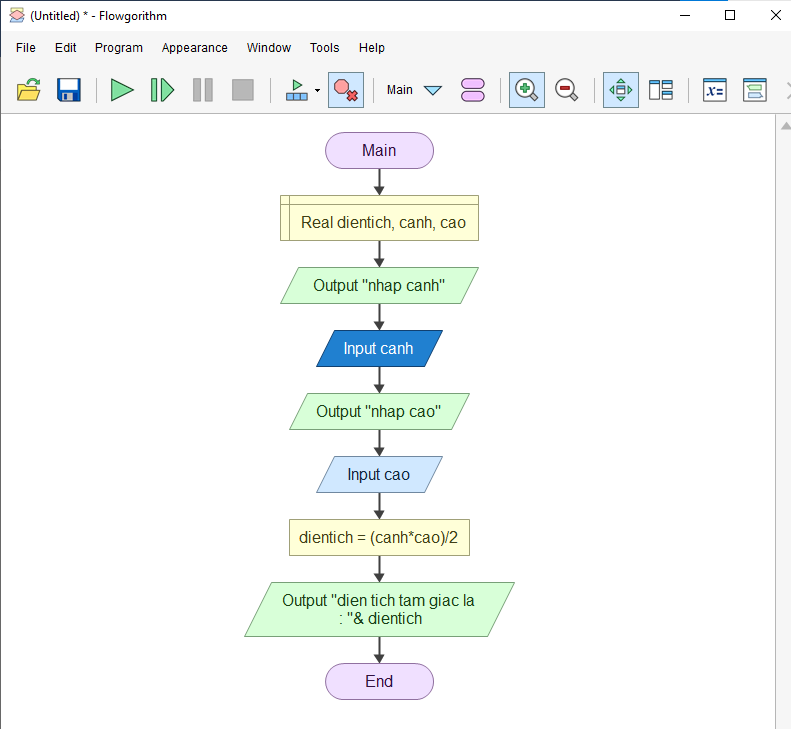 (Untitled) * - Flowgorithm
File Edit Program Appearance Window Tools Help
Main
x=
Main
Real dientich, canh, cao
Output "nhap canh"
Input canh
Output "nhap cao"
Input cao
dientich = (canh*cao)/2
Output "dien tich tam giac la
: "& dientich
End